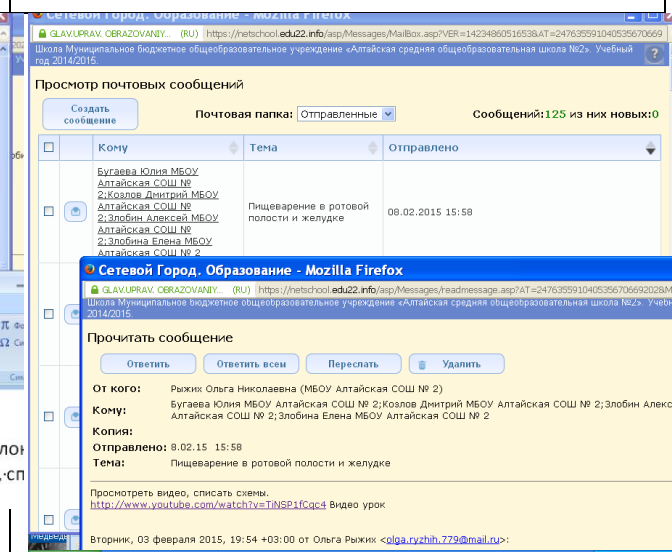 Сетевой Город. Образование - Mozilla Firefox
GLAV.UPRAV. OBRAZOVANIY... (RU) https://netschool.edu22.info/asp/Messages/MailBox.asp?VER=1423486051653&AT=247635591040535670669
Школа Муниципальное бюджетное общеобразовательное учреждение «Алтайская средняя общеобразовательная школа №2». Учебный
год 2014/2015.
Просмотр почтовых сообщений
Создать
сообщение
Почтовая папка: Отправленные
Сообщений:125 из них новых:0
Кому Тема Отправлено
Бугаева Юлия МБОУ
Алтайская СОШ №
2;Козлов Дмитрий МБОУ
Алтайская СОШ №
2;Злобин Алексей МБОУ
Алтайская СОШ №
2;Злобина Елена МБОУ
Алтайская СОШ № 2
Пищеварение в ротовой
полости и желудке
08.02.2015 15:58
Сетевой Город. Образование - Mozilla Firefox
GLAV.UPRAV. OBRAZOVANIY... (RU) https://netschool.edu22.info/asp/Messages/readmessage.asp?AT=2476355910405356706692028&M
Школа Муниципальное бюджетное общеобразовательное учреждение «Алтайская средняя общеобразовательная школа №2». Учебн
2014/2015.
Прочитать сообщение
Ответить Ответить всем Переслать Удалить
От кого: Рыжих Ольга Николаевна (МБОУ Алтайская СОШ № 2)
Кому: Бугаева Юлия МБОУ Алтайская СОШ № 2;Козлов Дмитрий МБОУ Алтайская СОШ № 2;Злобин Алекс
Алтайская СОШ № 2;Злобина Елена МБОУ Алтайская СОШ № 2
Копия:
Отправлено: 8.02.15 15:58
Тема: Пищеварение в ротовой полости и желудке
Просмотреть видео, списать схемы.
http://www.youtube.com/watch?v=TiNSP1fCqc4 Видео урок
Вторник, 03 февраля 2015, 19:54 +03:00 от Ольга Рыжих <olga.ryzhih.779@mail.ru>: